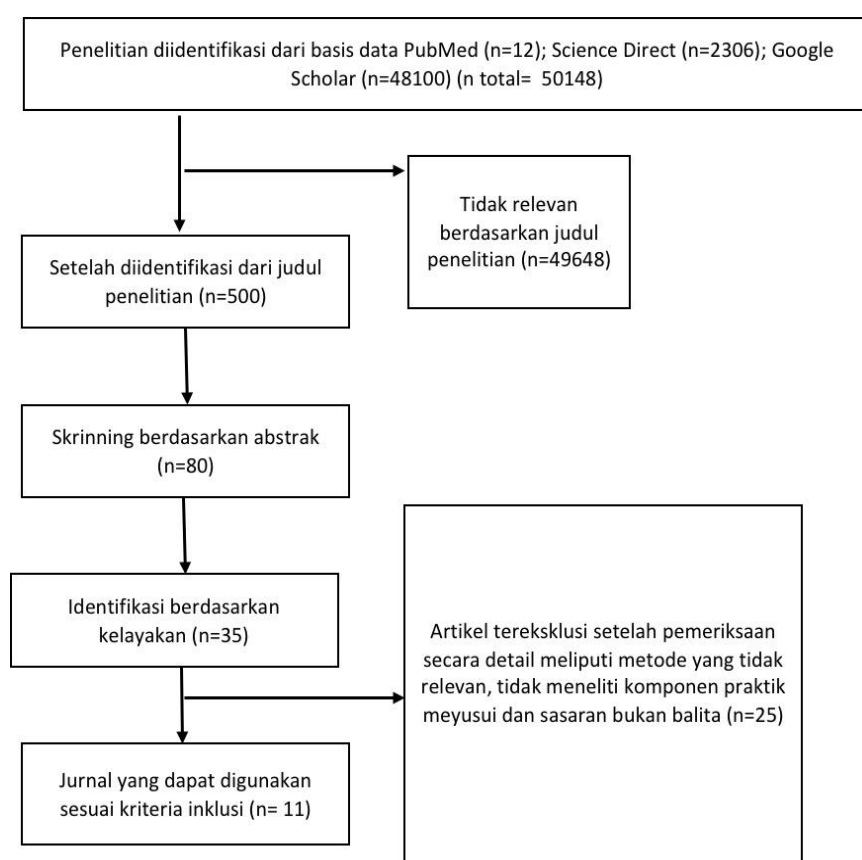 Penelitian diidentifikasi dari basis data PubMed (n=12); Science Direct (n=2306); Google
Scholar (n=48100) (n total= 50148)
Tidak relevan
berdasarkan judul
penelitian (n=49648)
Setelah diidentifikasi dari judul
penelitian (n=500)
Skrinning berdasarkan abstrak
(n=80)
Identifikasi berdasarkan
kelayakan (n=35)
Artikel tereksklusi setelah pemeriksaan
secara detail meliputi metode yang tidak
relevan, tidak meneliti komponen praktik
meyusui dan sasaran bukan balita (n=25)
Jurnal yang dapat digunakan
sesuai kriteria inklusi (n= 11)